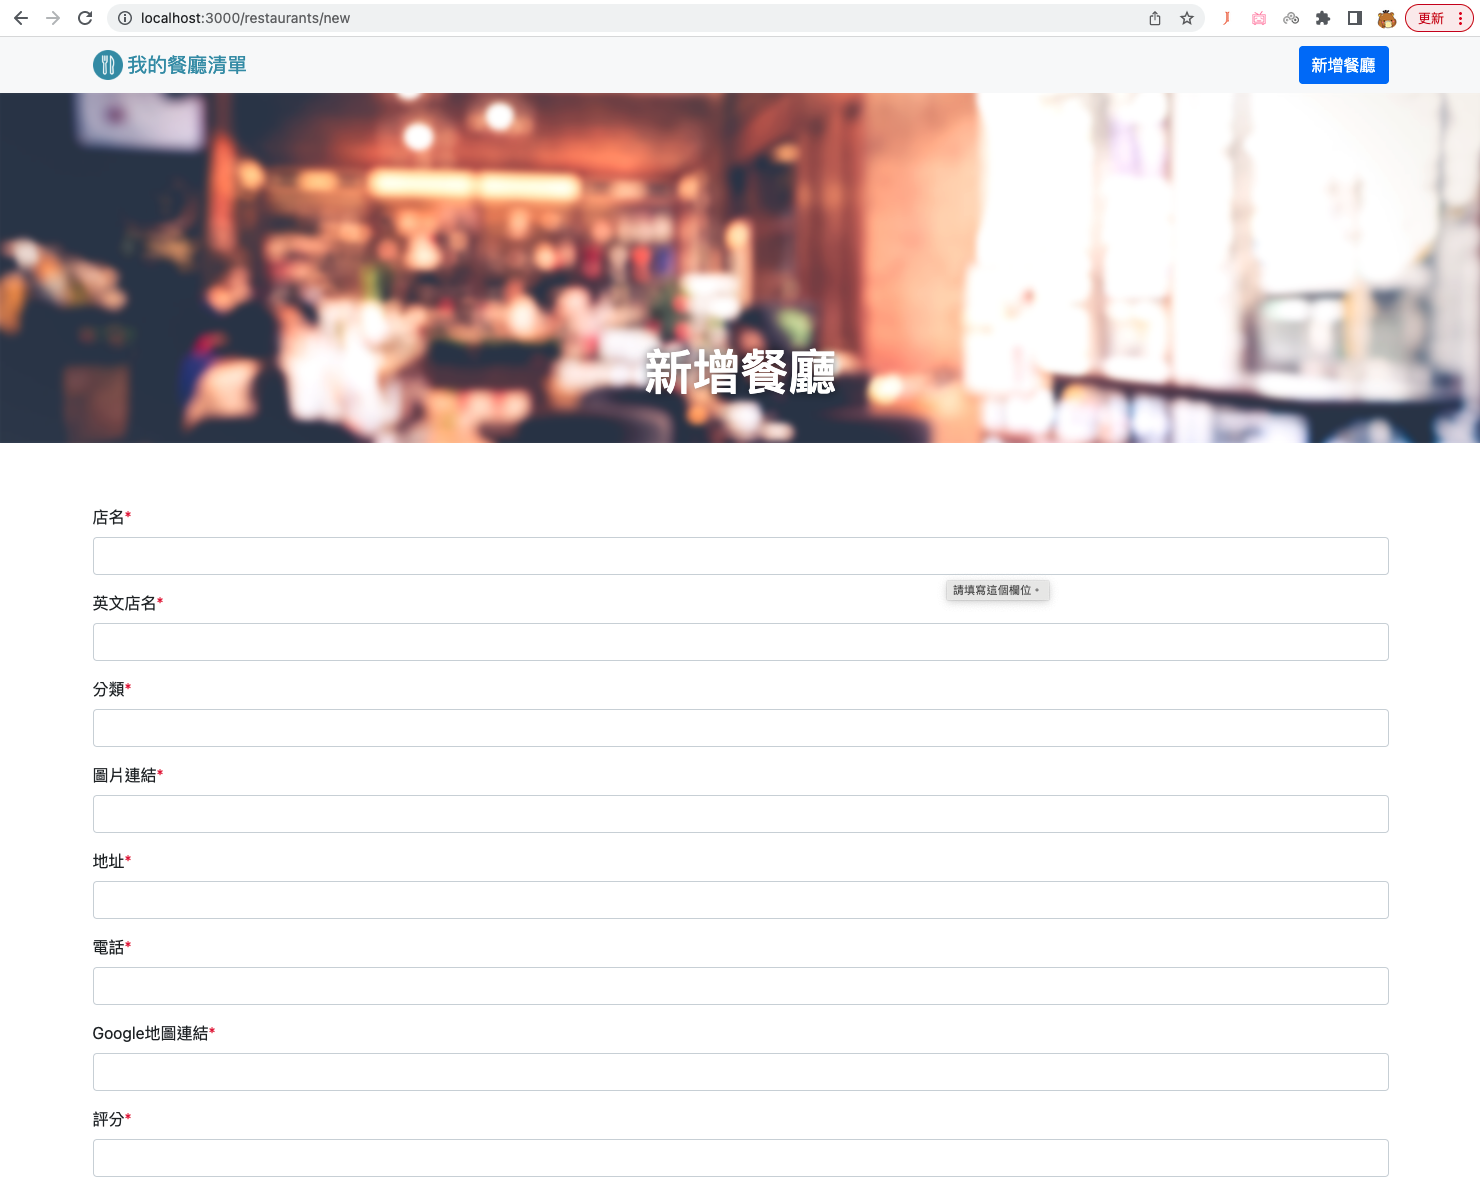 localhost:3000/restaurants/new
更新
我的餐廳清單
新增餐廳
新增餐廳
店名*
請填寫這個欄位。
英文店名*
分類*
圖片連結*
地址*
電話*
Google地圖連結*
評分*